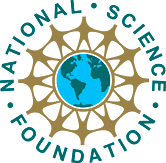 NATIONAL • SCIENCE • FOUNDATION •